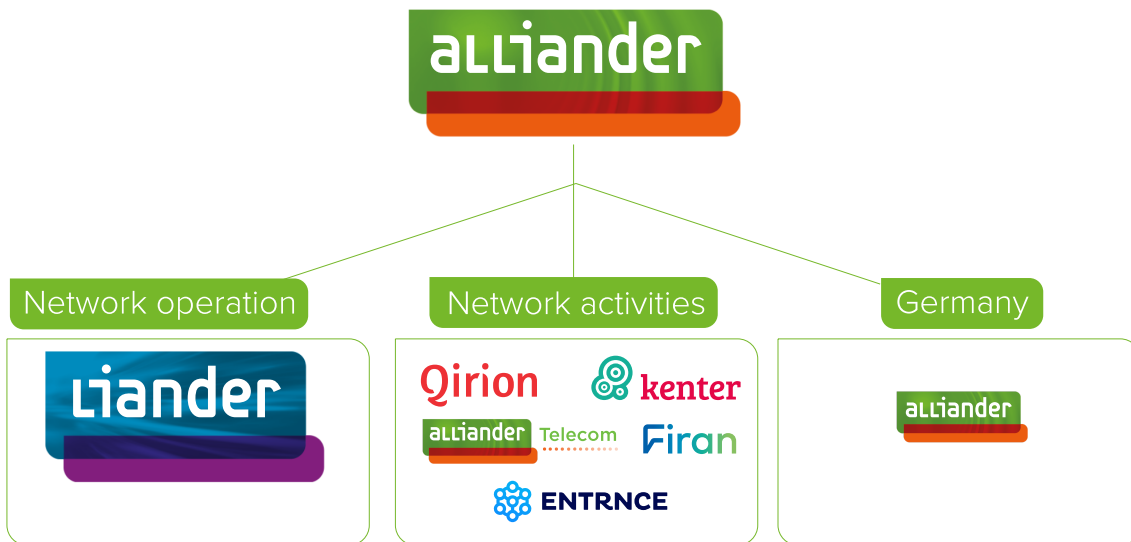 alliander
Network operation
Network activities
Germany
Liander
Qirion
kenter
alliander Telecom
Firan
ENTRNCE
alliander